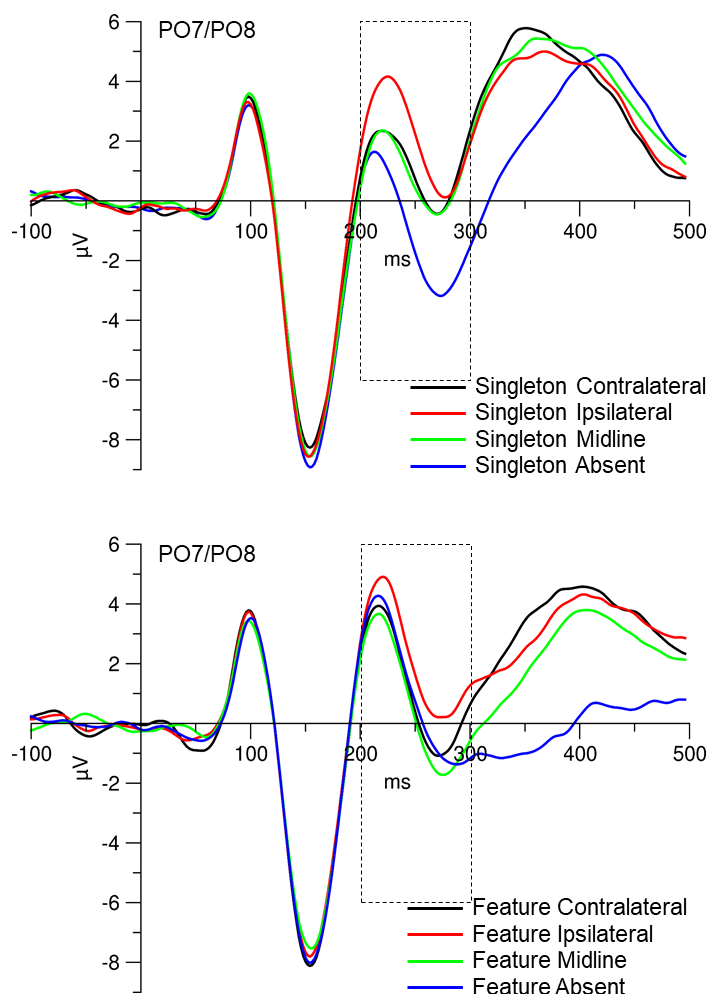 6
PO7/PO8
4
2
-100
100
200
300
400
500
µV
-2
ms
-4
-6
Singleton Contralateral
Singleton Ipsilateral
-8
Singleton Midline
Singleton Absent
6
PO7/PO8
4
2
-100
100
200
300
400
500
µV
-2
ms
-4
-6
Feature Contralateral
Feature Ipsilateral
-8
Feature Midline
Feature Absent